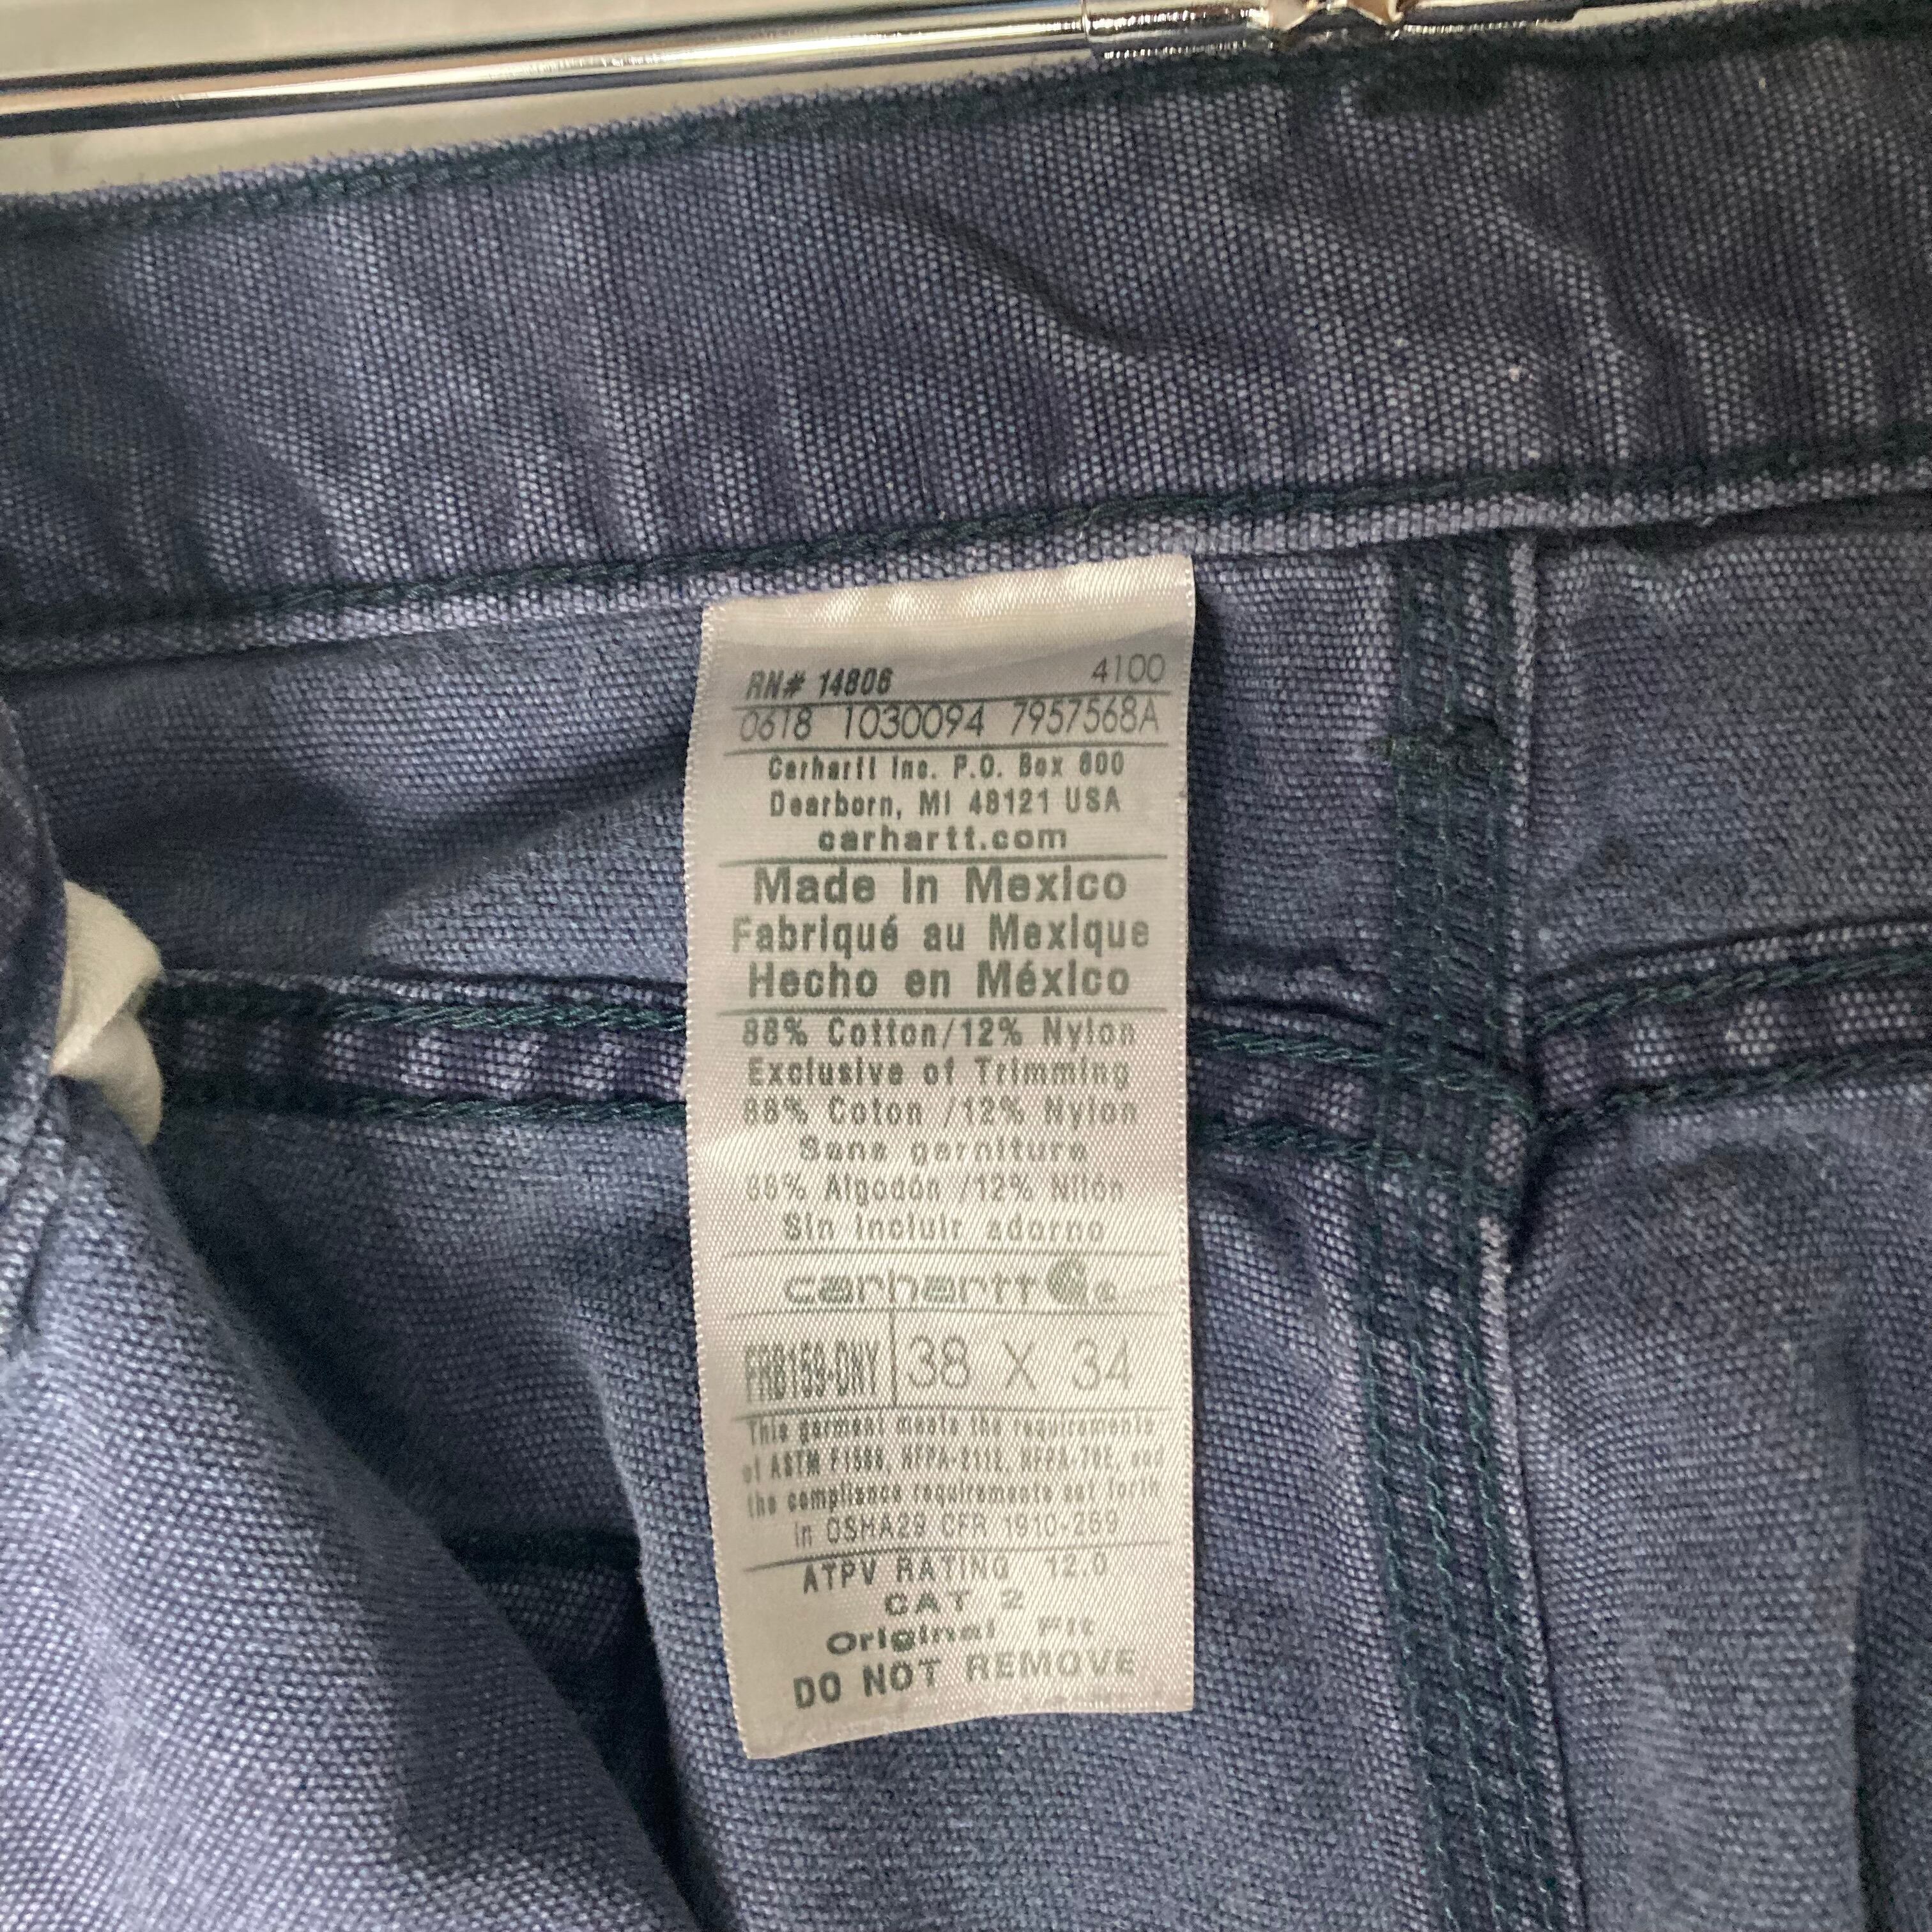 RN# 14806 4100
0618 1030094 7957568A
Carhartt Inc. P.O. Box 600
Dearborn, MI 48121 USA
carhartt.com
Made in Mexico
Fabriqué au Mexique
Hecho en México
88% Cotton/12% Nylon
Exclusive of Trimming
88% Coton /12% Nylon
Sans garniture
88% Algodón /12% Nilón
Sin incluir adorno
carhartt
FRB159-DNY 38 X 34
This garment meets the requirements
of ASTM F1506, NFPA-2112, NFPA-70E, and
the compliance requirements set forth
in OSHA29 CFR 1910-269
ATPV RATING 12.0
CAT 2
Original Fit
DO NOT REMOVE